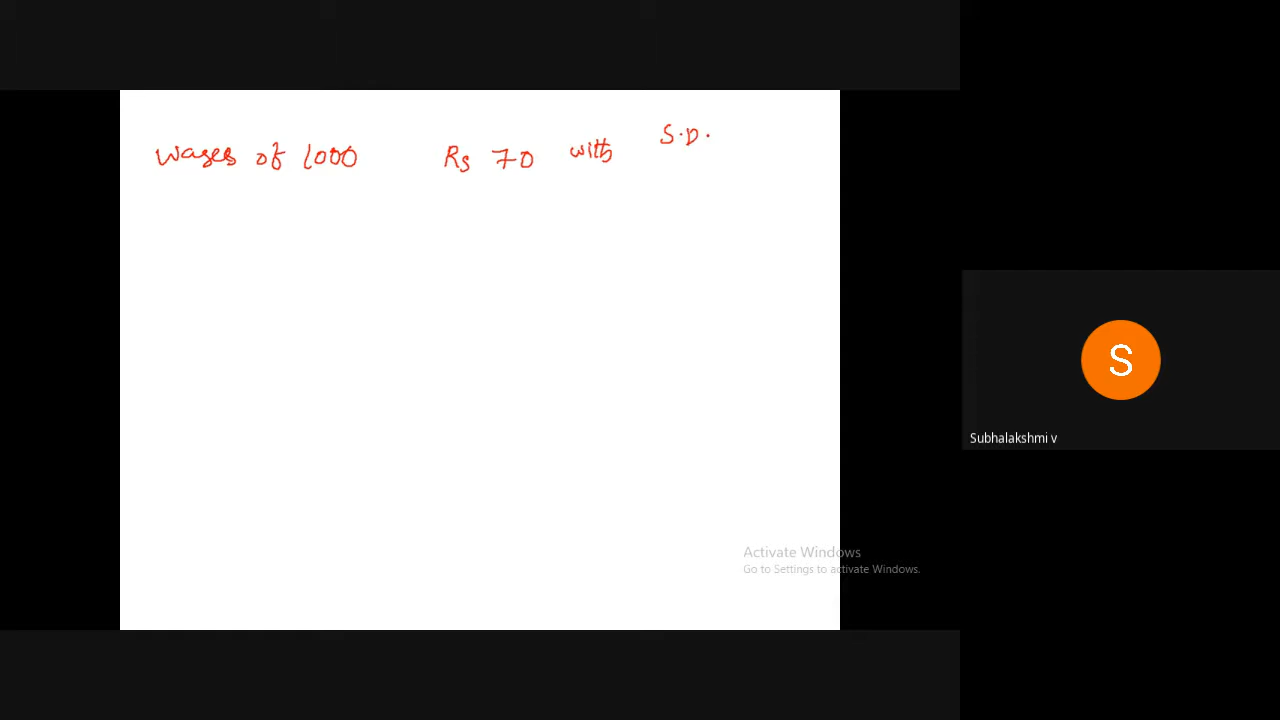 Wages of 1000 Rs 70 with S.D.
S
Subhalakshmi v
Activate Windows
Go to Settings to activate Windows.